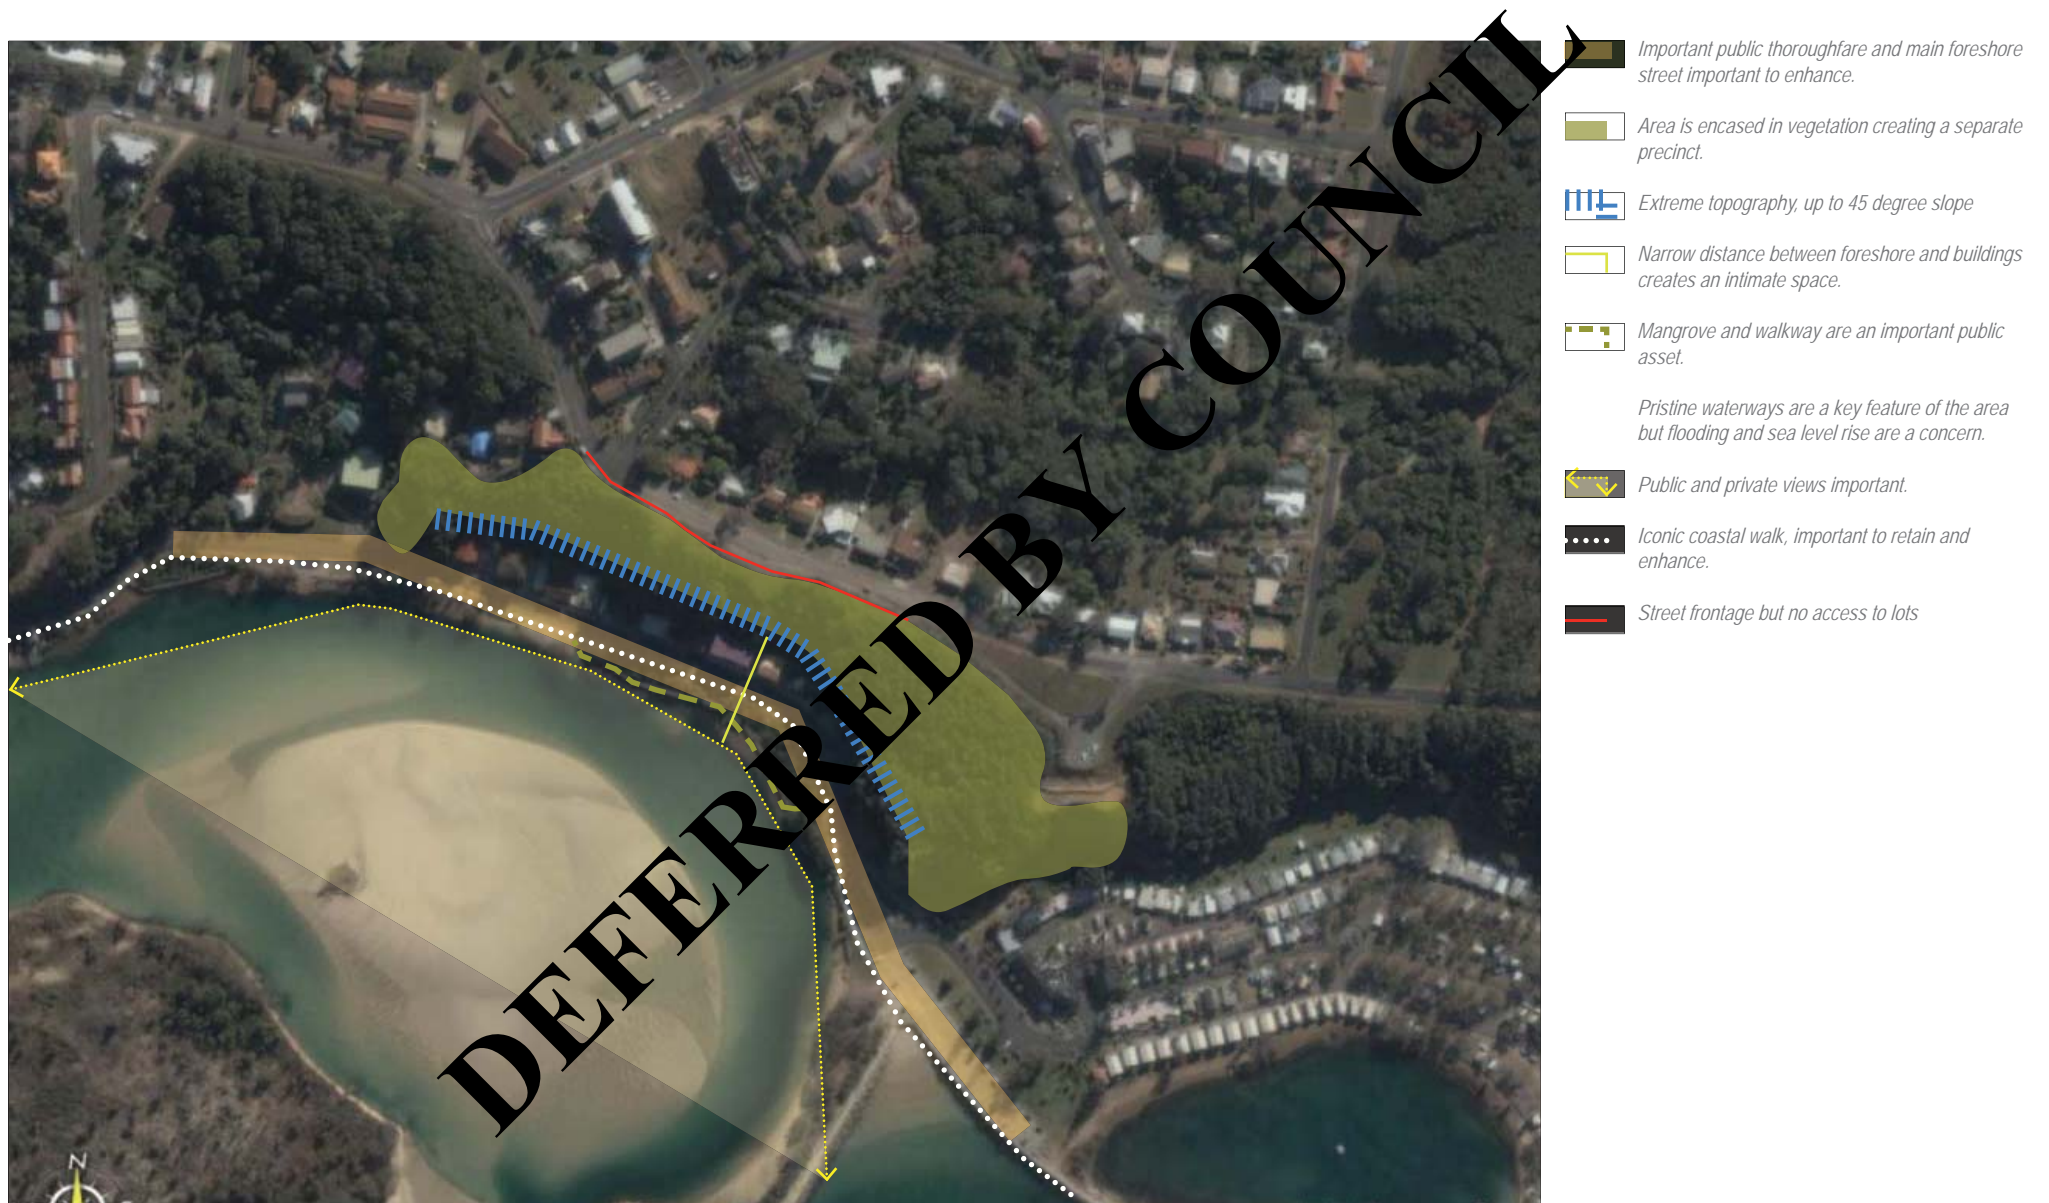 Important public thoroughfare and main foreshore
street important to enhance.
Area is encased in vegetation creating a separate
precinct.
Extreme topography, up to 45 degree slope
Narrow distance between foreshore and buildings
creates an intimate space.
Mangrove and walkway are an important public
asset.
Pristine waterways are a key feature of the area
but flooding and sea level rise are a concern.
Public and private views important.
Iconic coastal walk, important to retain and
enhance.
Street frontage but no access to lots
DEFERRED BY COUNCIL
N